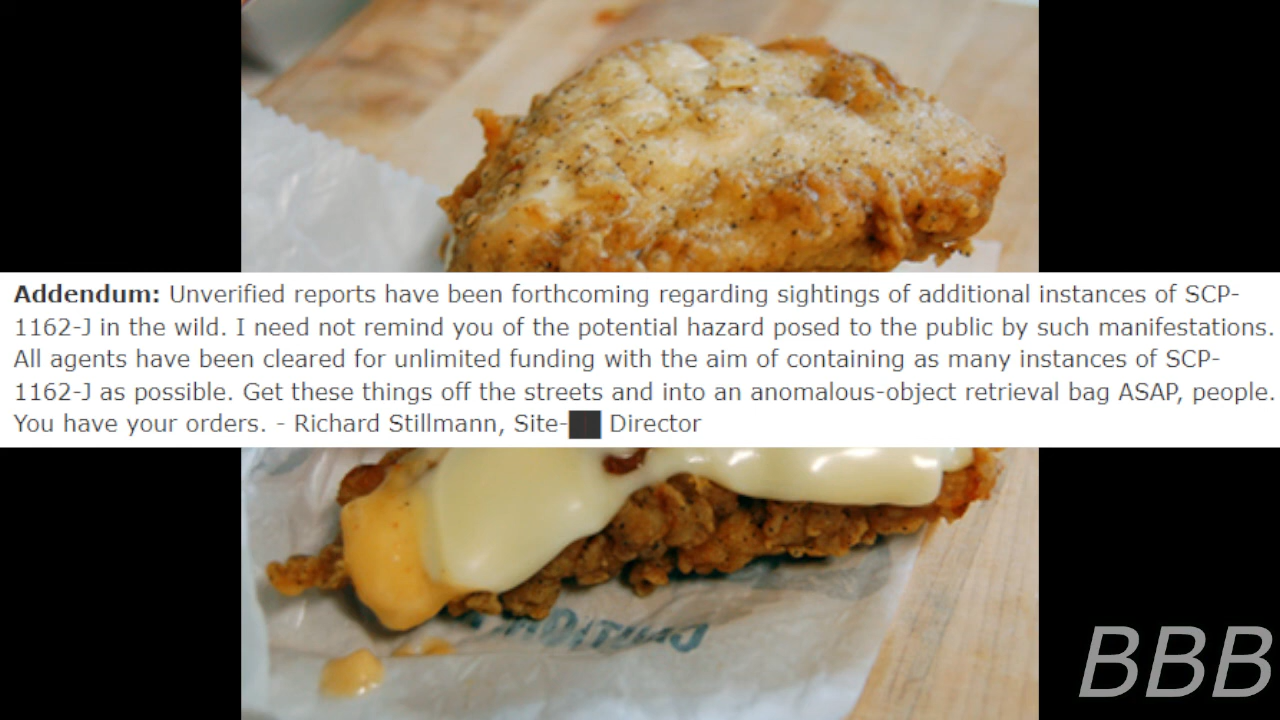 Addendum: Unverified reports have been forthcoming regarding sightings of additional instances of SCP-
1162-J in the wild. I need not remind you of the potential hazard posed to the public by such manifestations.
All agents have been cleared for unlimited funding with the aim of containing as many instances of SCP-
1162-J as possible. Get these things off the streets and into an anomalous-object retrieval bag ASAP, people.
You have your orders. - Richard Stillmann, Site-██ Director
BBB